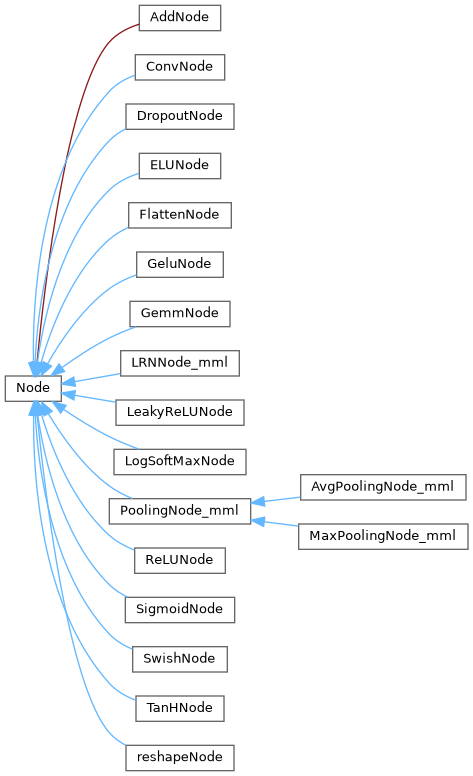 AddNode
ConvNode
DropoutNode
ELUNode
FlattenNode
GeluNode
GemmNode
LRNNode_mml
Node
LeakyReLUNode
LogSoftMaxNode
AvgPoolingNode_mml
PoolingNode_mml
MaxPoolingNode_mml
ReLUNode
SigmoidNode
SwishNode
TanHNode
reshapeNode